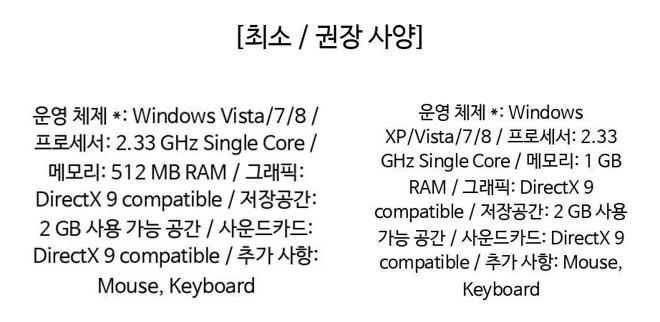 [최소 / 권장 사양]
운영 체제 *: Windows Vista/7/8 /
프로세서: 2.33 GHz Single Core /
메모리: 512 MB RAM / 그래픽:
DirectX 9 compatible / 저장공간:
2 GB 사용 가능 공간 / 사운드카드:
DirectX 9 compatible / 추가 사항:
Mouse, Keyboard
운영 체제 *: Windows
XP/Vista/7/8 / 프로세서: 2.33
GHz Single Core / 메모리: 1 GB
RAM / 그래픽: DirectX 9
compatible / 저장공간: 2 GB 사용
가능 공간 / 사운드카드: DirectX 9
compatible / 추가 사항: Mouse,
Keyboard